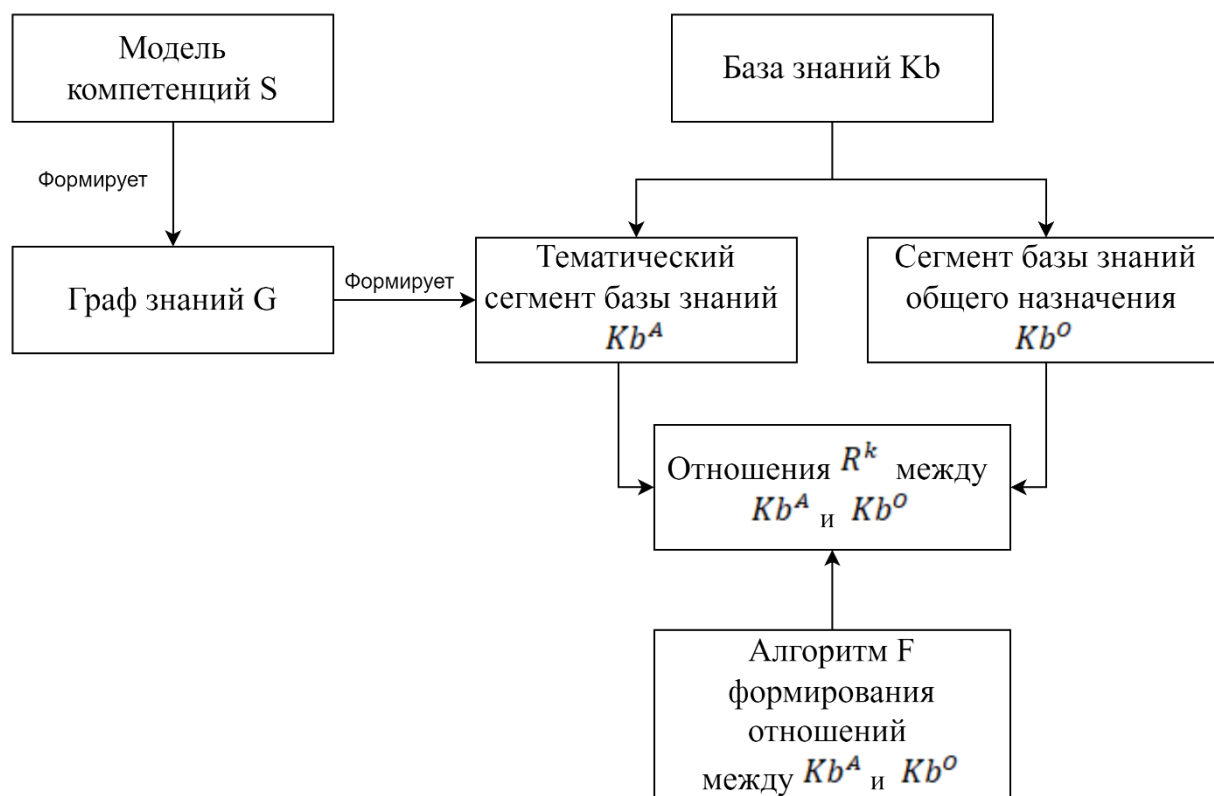 Модель
компетенций S
База знаний Kb
Формирует
Граф знаний G
Формирует
Тематический
сегмент базы знаний
Kb^A
Сегмент базы знаний
общего назначения
Kb^O
Отношения R^k между
Kb^A и Kb^O
Алгоритм F
формирования
отношений
между Kb^A и Kb^O